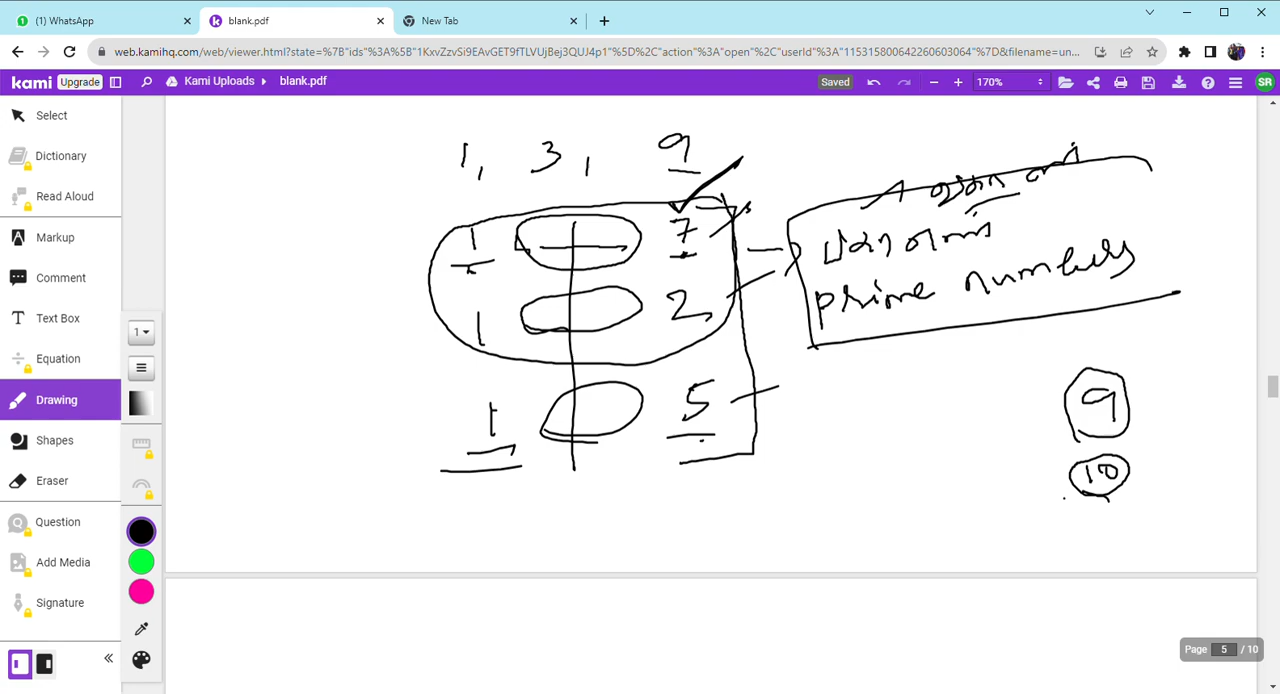 (1) WhatsApp
blank.pdf
New Tab
web.kamihq.com/web/viewer.html?state=%7B"ids"%3A%5B"1KxvZzvSi9EAvGET9fTLVUjBej3QUJ4p1"%5D%2C"action"%3A"open"%2C"userId"%3A"115315800642260603064"%7D&filename=un...
kami Upgrade Kami Uploads blank.pdf Saved 170% SR
Select
Dictionary
Read Aloud
Markup
Comment
Text Box
Equation
Drawing
Shapes
Eraser
Question
Add Media
Signature
1
1, 3, 9
1 7
1 2
1 5
prime numbers
9
10
Page 5 / 10